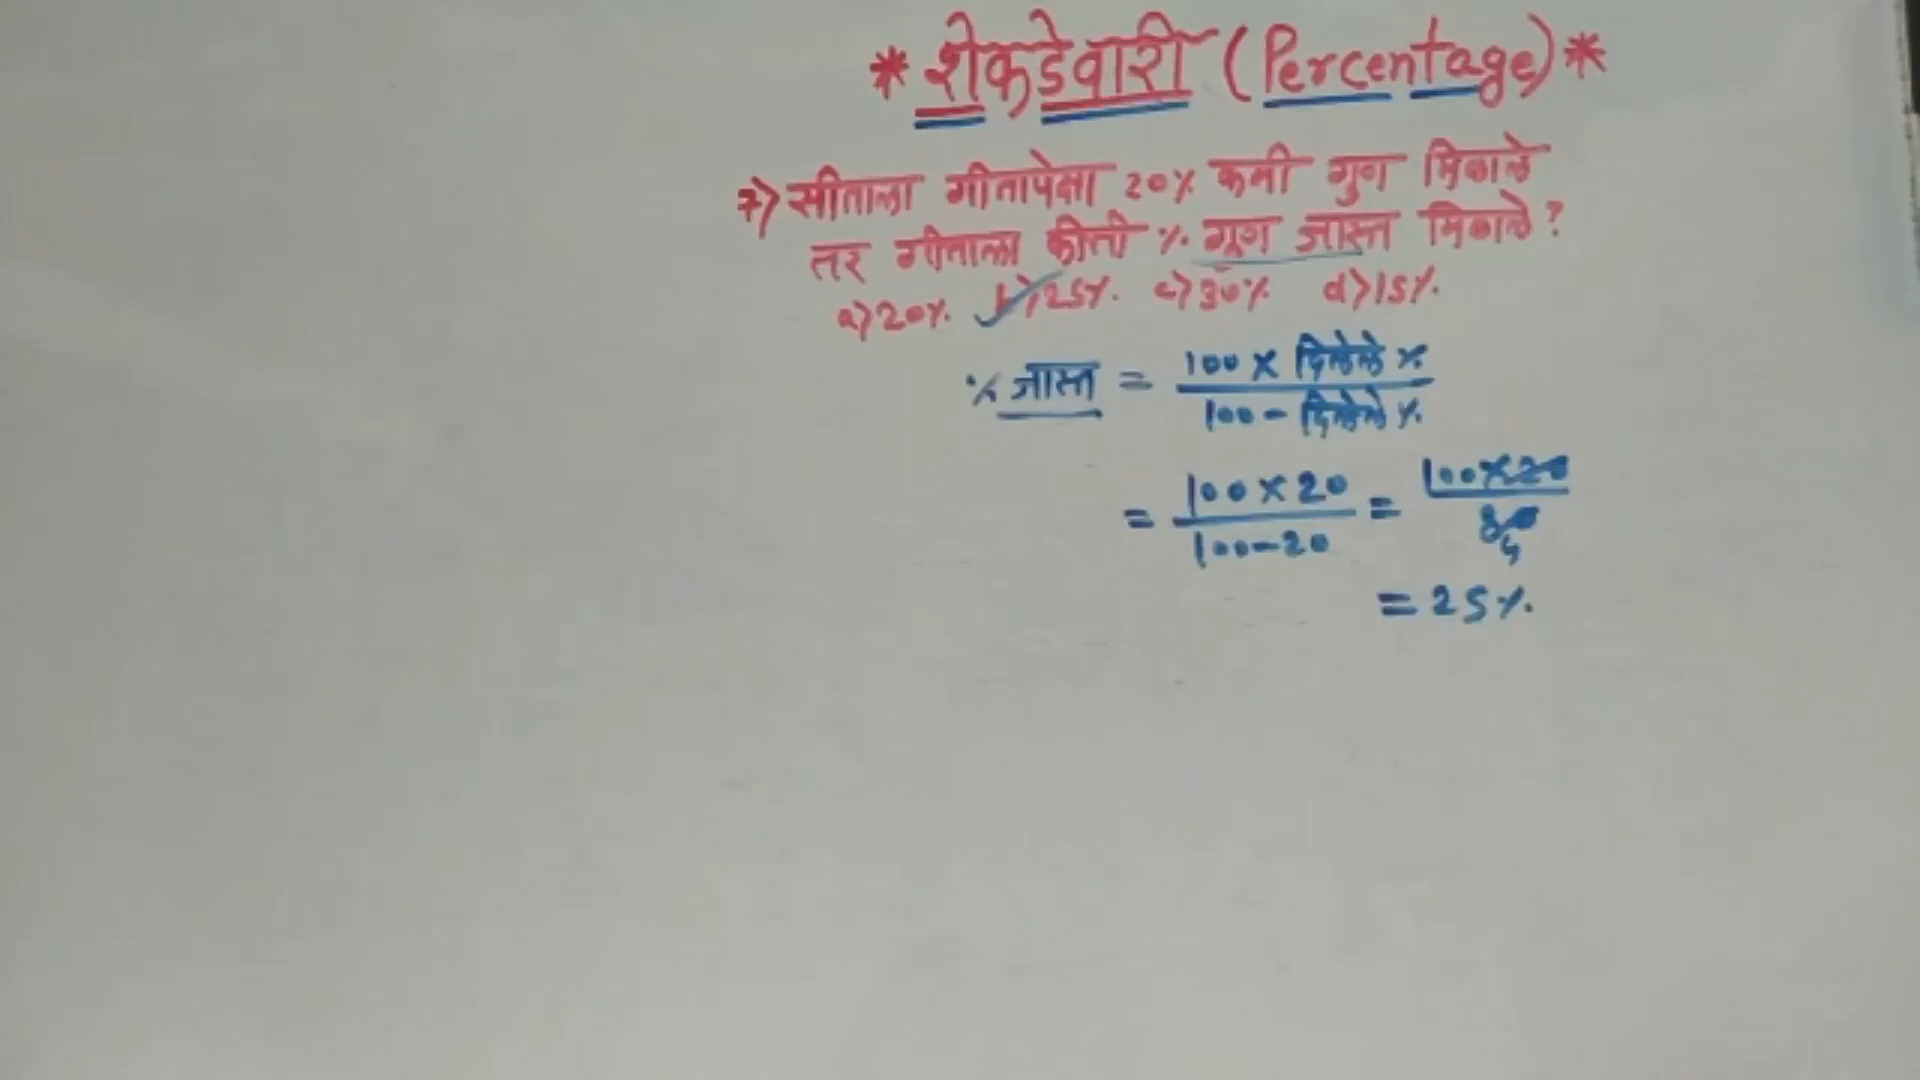 * शेकडेवारी (Percentage) *
7) सीताला गीतापेक्षा 20% कमी गुण मिळाले
तर गीताला कीती % गुण जास्त मिळाले?
a) 20% b) 25% c) 30% d) 15%
% जास्त = 100 × दिलेले % / 100 - दिलेले %
= 100 × 20 / 100 - 20 = 100 × 20 / 80 4
= 25%